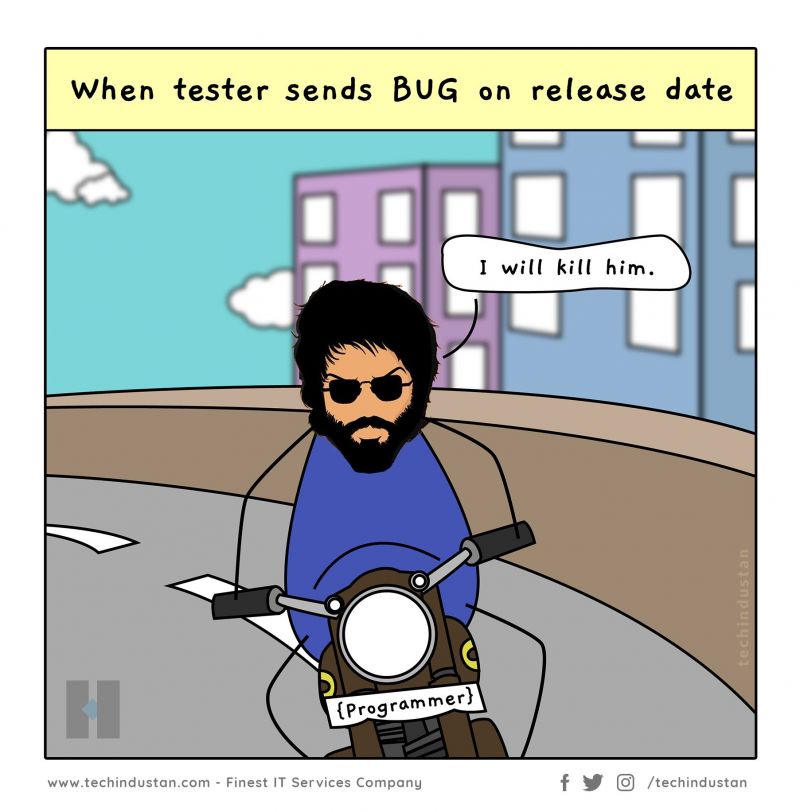 When tester sends BUG on release date
I will kill him.
techindustan
{Programmer}
www.techindustan.com - Finest IT Services Company
/techindustan